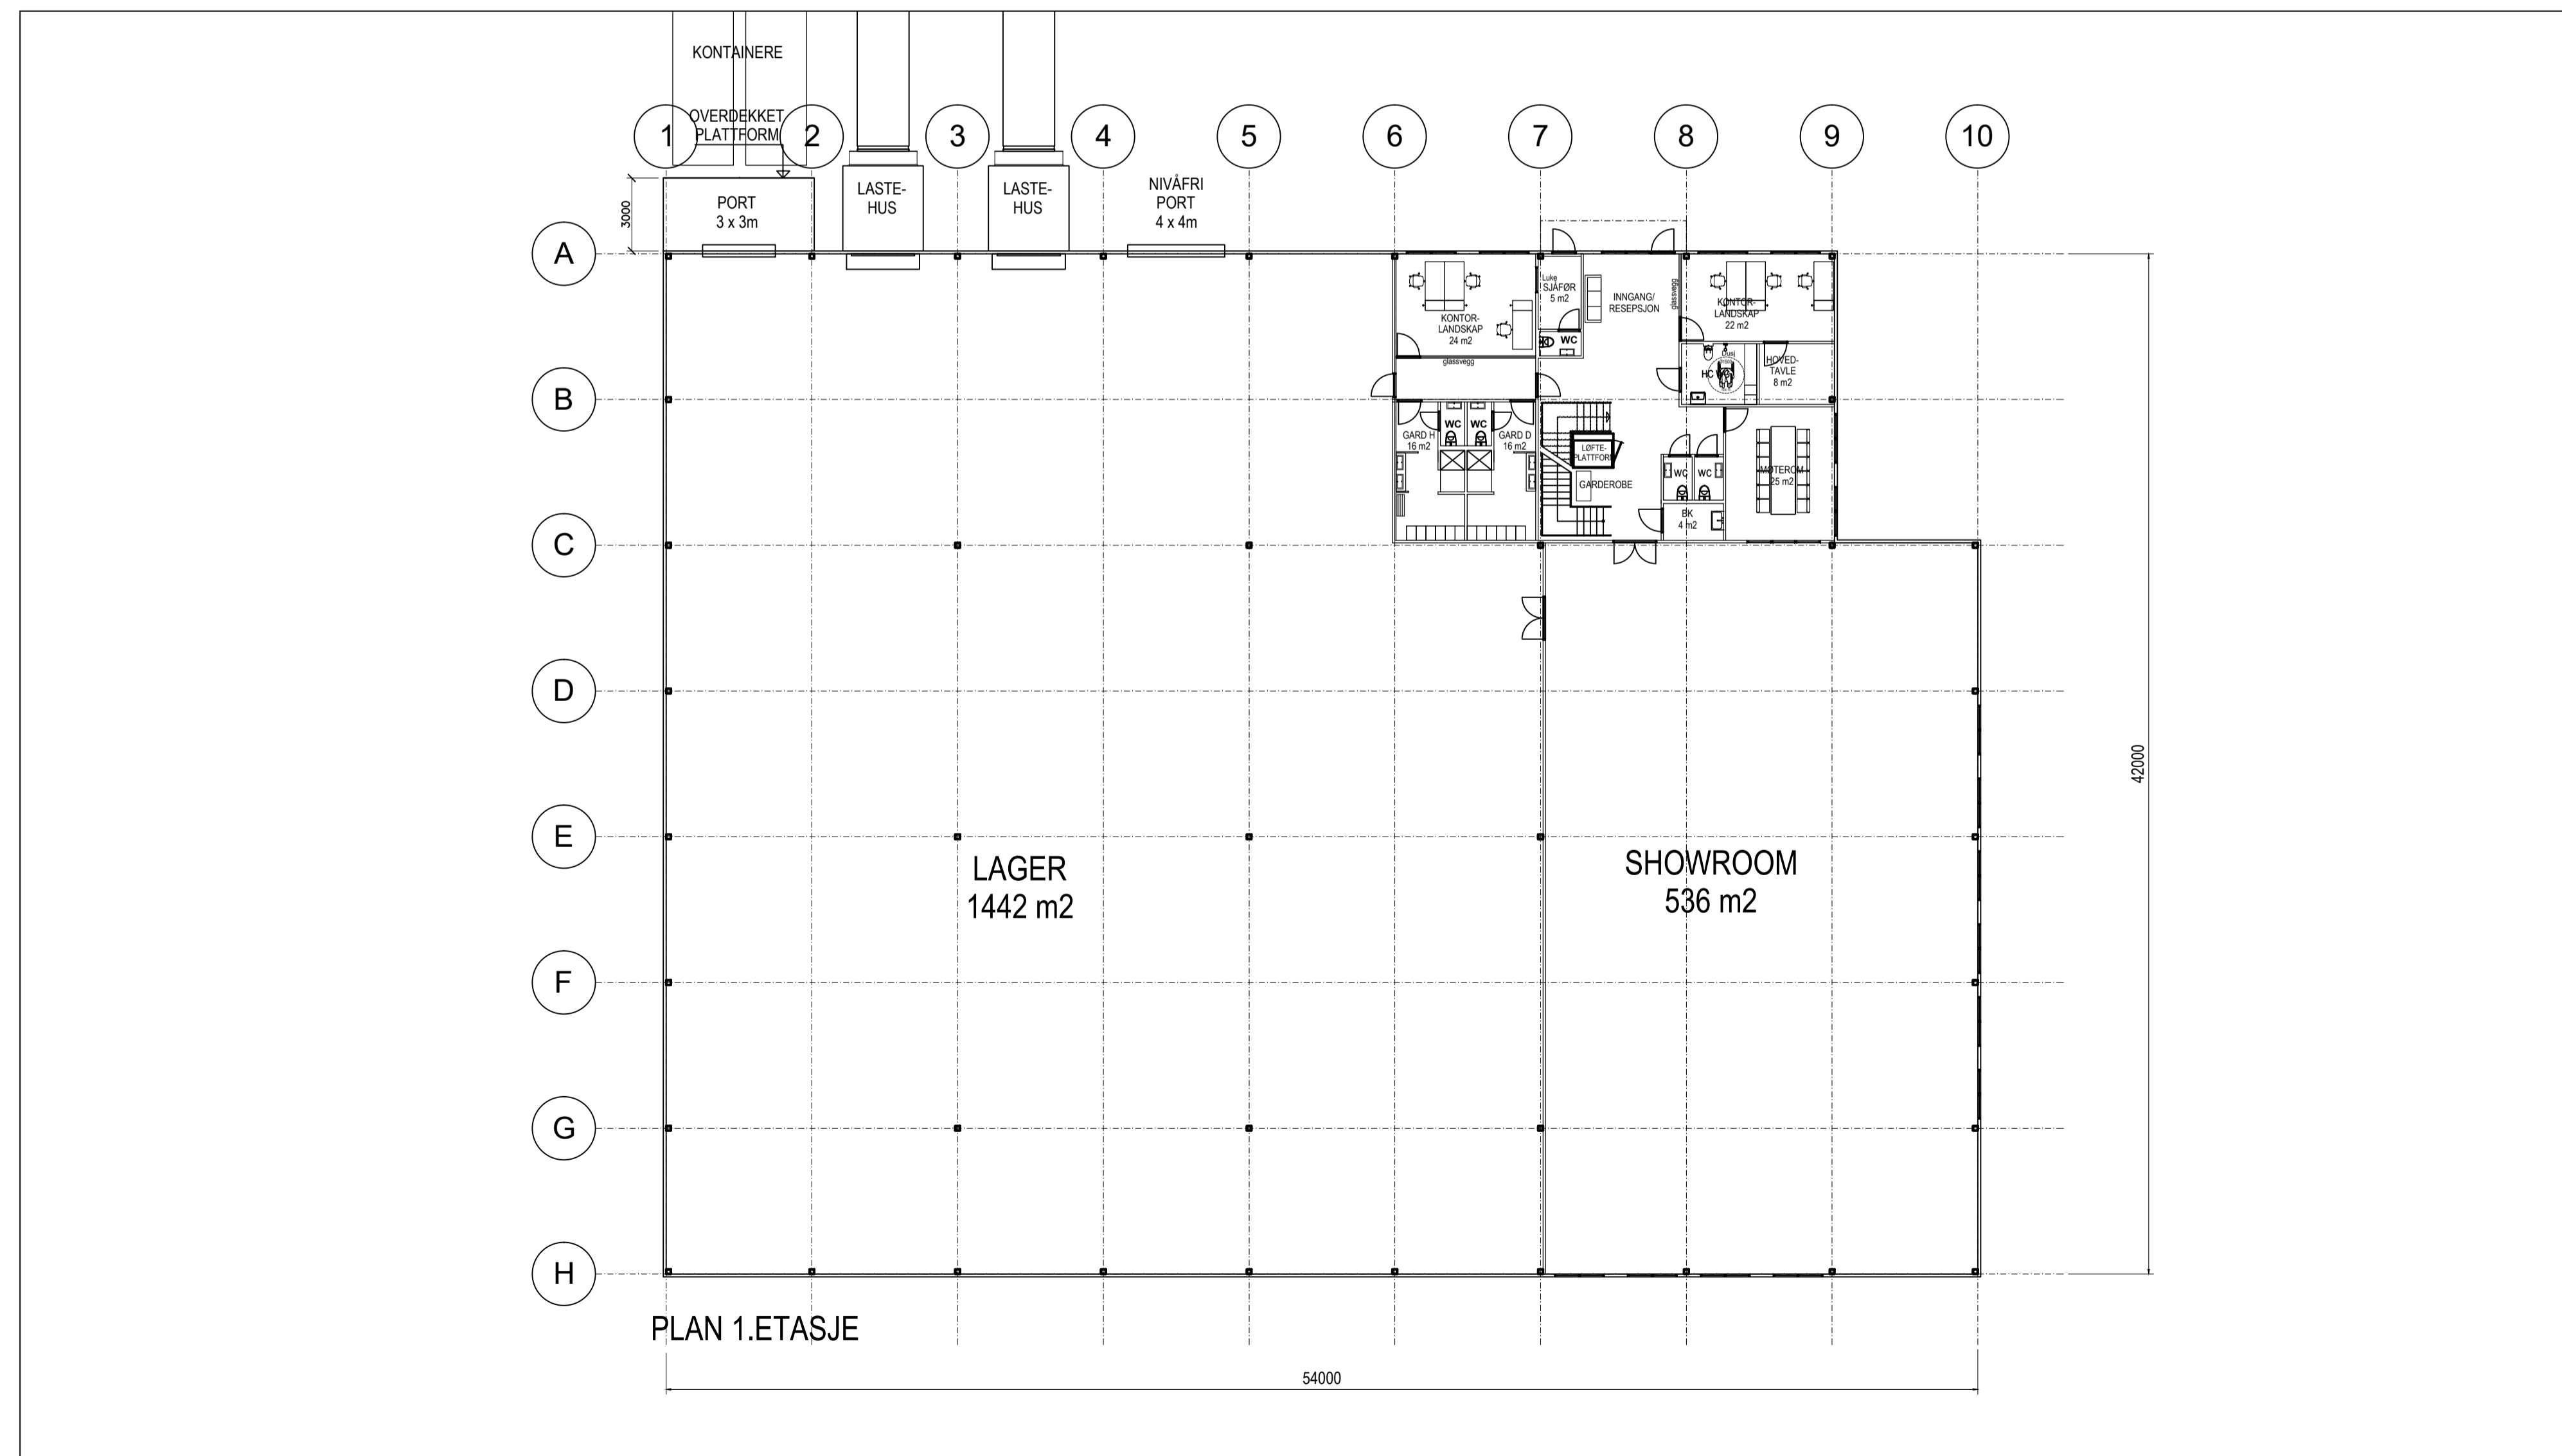 KONTAINERE
OVERDEKKET
PLATTFORM
1
2
3
4
5
6
7
8
9
10
3000
PORT
3 x 3m
LASTE-
HUS
LASTE-
HUS
NIVÅFRI
PORT
4 x 4m
A
B
C
D
E
F
G
H
KONTOR-
LANDSKAP
24 m2
glassvegg
Luke
SJÅFØR
5 m2
WC
INNGANG/
RESEPSJON
glassvegg
KONTOR-
LANDSKAP
22 m2
Dusj
HC WC
HOVED-
TAVLE
8 m2
GARD H
16 m2
WC
WC
GARD D
16 m2
LØFTE-
PLATTFORM
GARDEROBE
WC
WC
MØTEROM
25 m2
BK
4 m2
LAGER
1442 m2
SHOWROOM
536 m2
42000
PLAN 1.ETASJE
54000